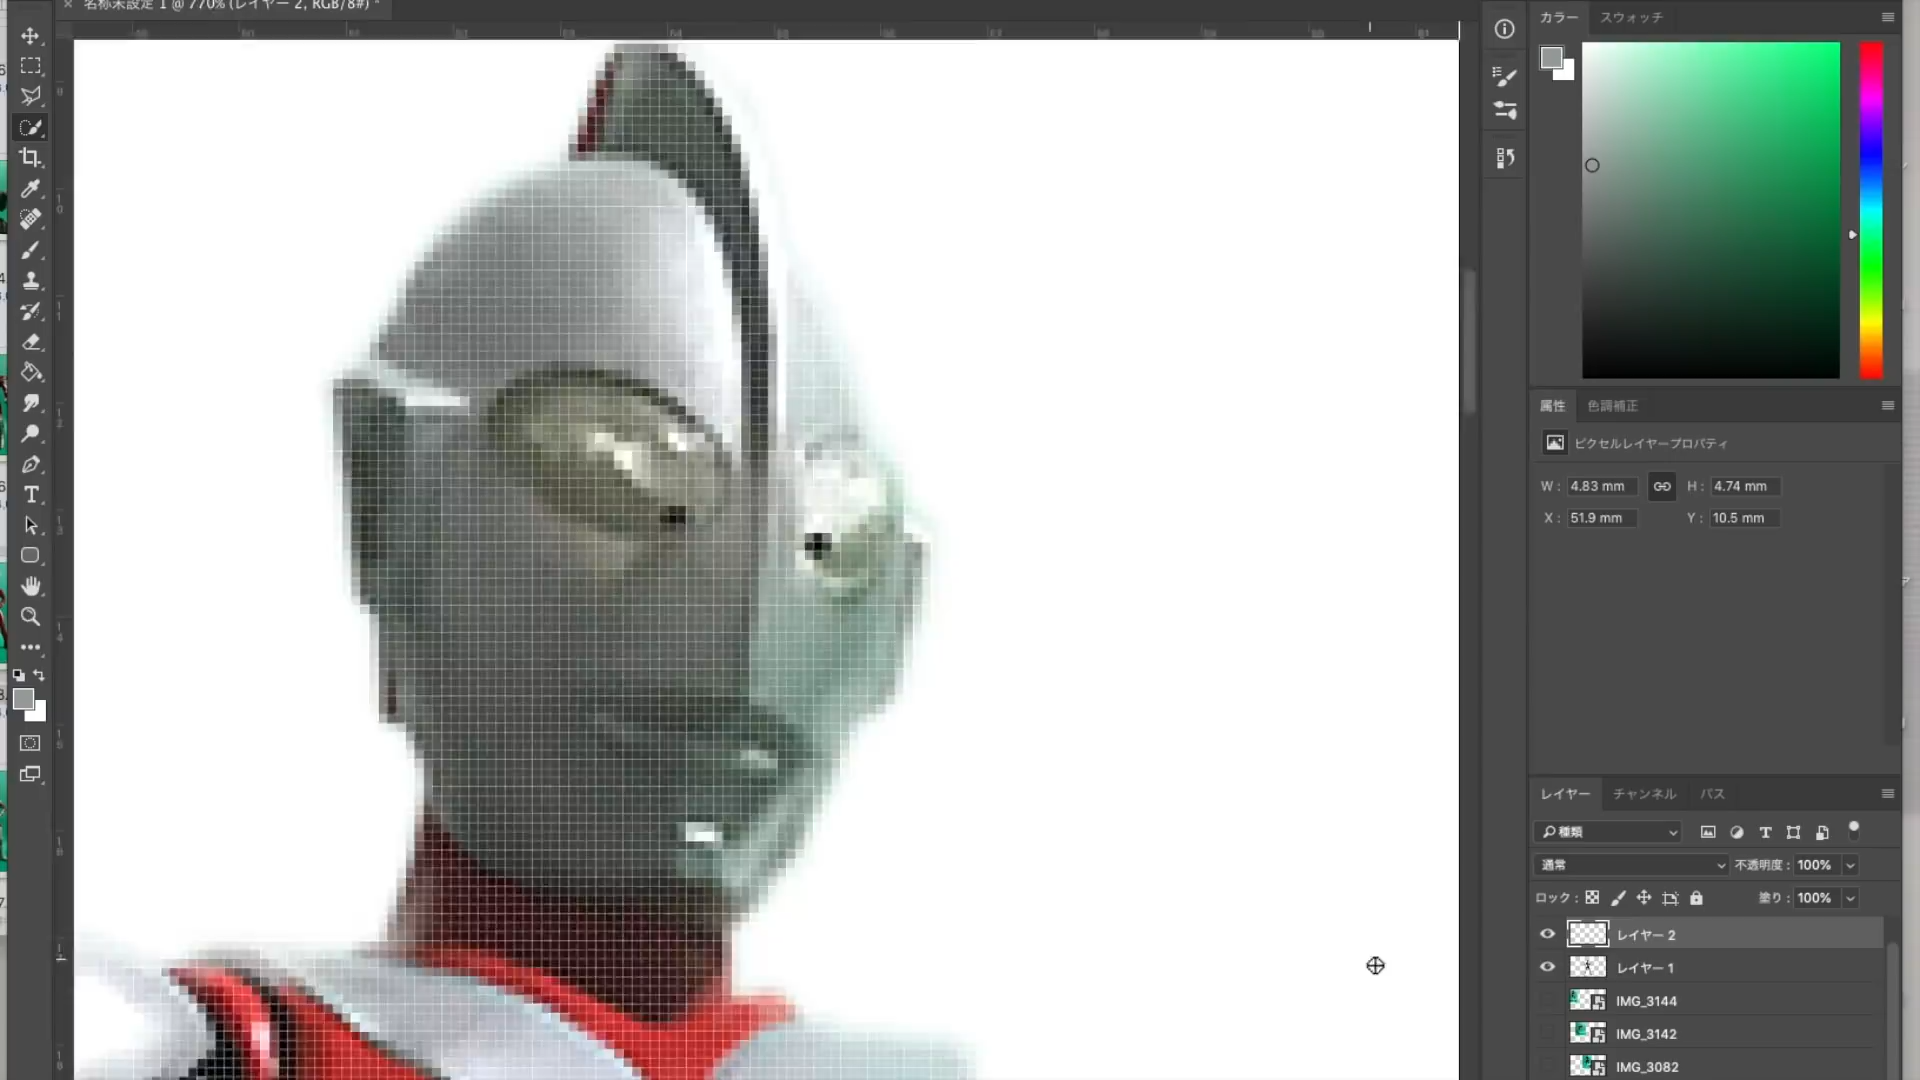 名称未設定 1 @ 770% (レイヤー 2, RGB/8#) *
カラー
スウォッチ
属性
色調補正
ピクセルレイヤープロパティ
W : 4.83 mm
H : 4.74 mm
X : 51.9 mm
Y : 10.5 mm
レイヤー
チャンネル
パス
種類
通常
不透明度 : 100%
ロック :
塗り : 100%
レイヤー 2
レイヤー 1
IMG_3144
IMG_3142
IMG_3082